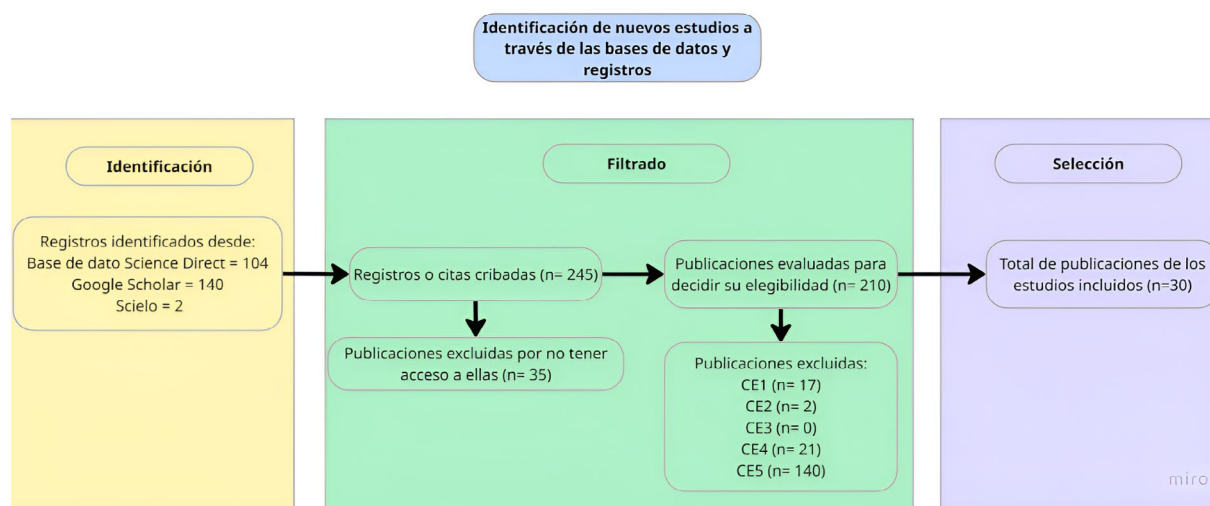 Identificación de nuevos estudios a
través de las bases de datos y
registros
Identificación
Registros identificados desde:
Base de dato Science Direct = 104
Google Scholar = 140
Scielo = 2
Filtrado
Registros o citas cribadas (n= 245)
Publicaciones excluidas por no tener
acceso a ellas (n= 35)
Publicaciones evaluadas para
decidir su elegibilidad (n= 210)
Publicaciones excluidas:
CE1 (n= 17)
CE2 (n= 2)
CE3 (n= 0)
CE4 (n= 21)
CE5 (n= 140)
Selección
Total de publicaciones de los
estudios incluidos (n=30)
miro